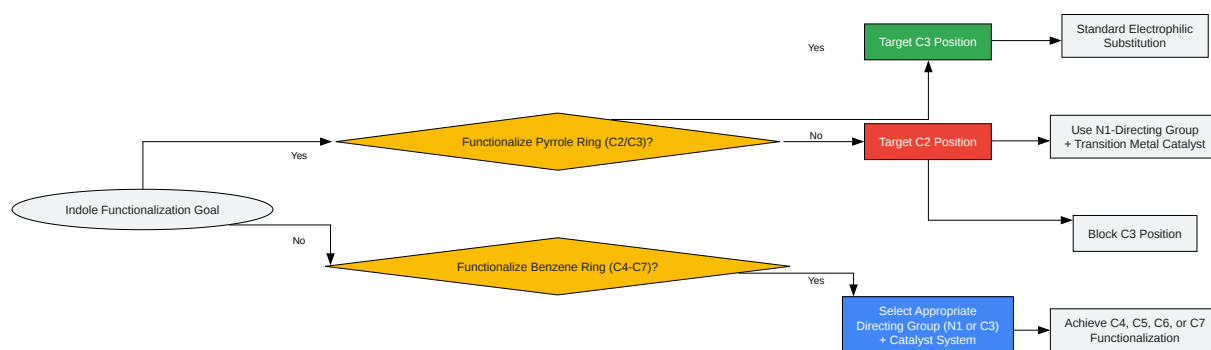 Yes
Target C3 Position
Standard Electrophilic
Substitution
Functionalize Pyrrole Ring (C2/C3)?
No
Target C2 Position
Use N1-Directing Group
+ Transition Metal Catalyst
Yes
Indole Functionalization Goal
No
Block C3 Position
Functionalize Benzene Ring (C4-C7)?
Yes
Select Appropriate
Directing Group (N1 or C3)
+ Catalyst System
Achieve C4, C5, C6, or C7
Functionalization